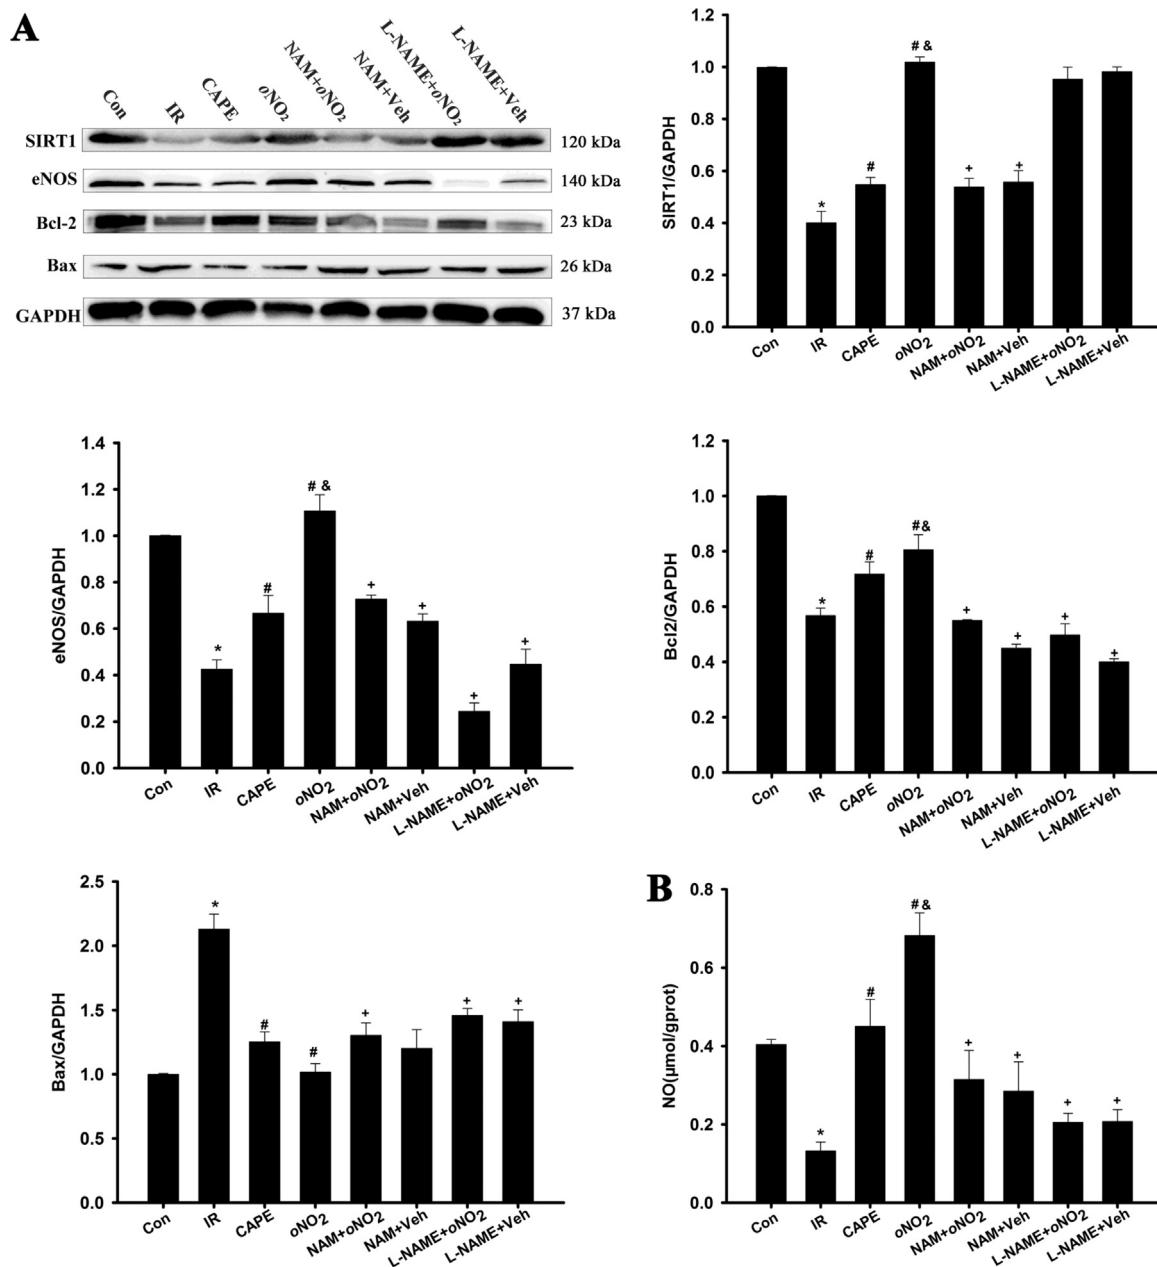 A
Con
IR
CAPE
oNO2
NAM+oNO2
NAM+Veh
L-NAME+oNO2
L-NAME+Veh
SIRT1 120 kDa
eNOS 140 kDa
Bcl-2 23 kDa
Bax 26 kDa
GAPDH 37 kDa
SIRT1/GAPDH
1.2
1.0
0.8
0.6
0.4
0.2
0.0
*
#
# &
+
+
Con
IR
CAPE
oNO2
NAM+oNO2
NAM+Veh
L-NAME+oNO2
L-NAME+Veh
eNOS/GAPDH
1.4
1.2
1.0
0.8
0.6
0.4
0.2
0.0
*
#
# &
+
+
+
+
Con
IR
CAPE
oNO2
NAM+oNO2
NAM+Veh
L-NAME+oNO2
L-NAME+Veh
Bcl2/GAPDH
1.2
1.0
0.8
0.6
0.4
0.2
0.0
*
#
#&
+
+
+
+
Con
IR
CAPE
oNO2
NAM+oNO2
NAM+Veh
L-NAME+oNO2
L-NAME+Veh
Bax/GAPDH
2.5
2.0
1.5
1.0
0.5
0.0
*
#
#
+
+
+
Con
IR
CAPE
oNO2
NAM+oNO2
NAM+Veh
L-NAME+oNO2
L-NAME+Veh
B
NO(μmol/gprot)
0.8
0.6
0.4
0.2
0.0
*
#
#&
+
+
+
+
Con
IR
CAPE
oNO2
NAM+oNO2
NAM+Veh
L-NAME+oNO2
L-NAME+Veh